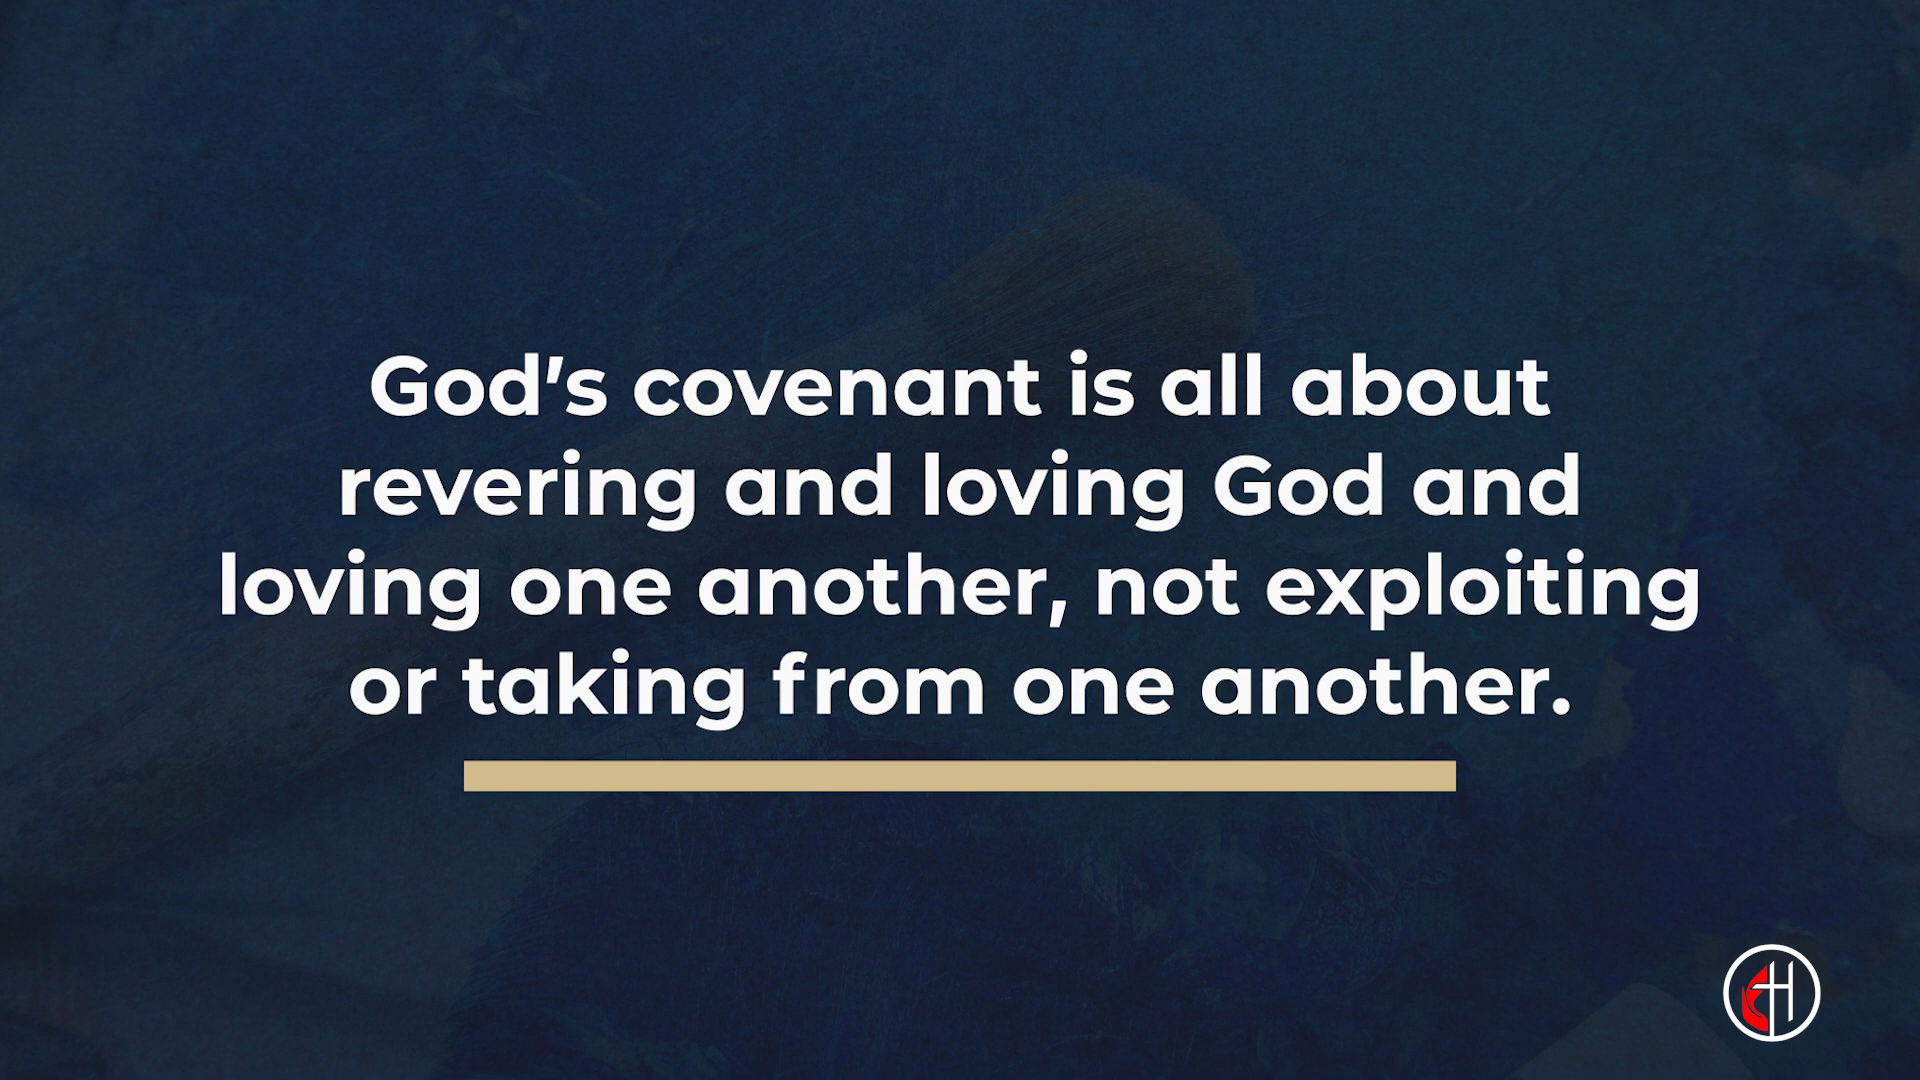 God's covenant is all about
revering and loving God and
loving one another, not exploiting
or taking from one another.
H